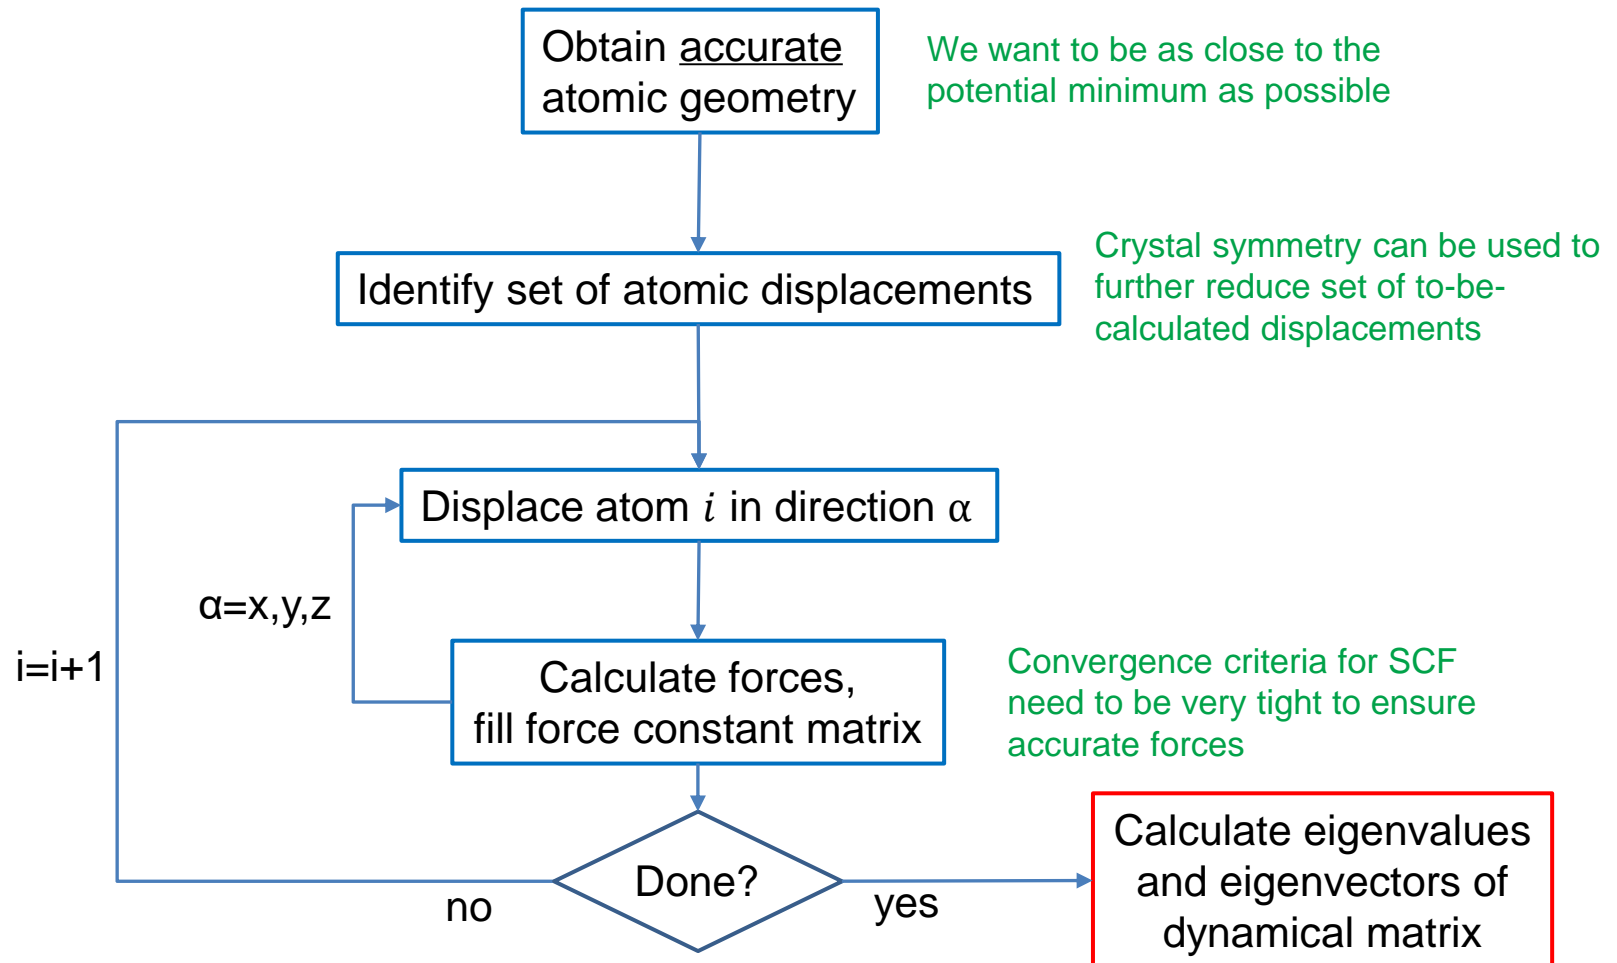 Obtain accurate
atomic geometry
We want to be as close to the
potential minimum as possible
Identify set of atomic displacements
Crystal symmetry can be used to
further reduce set of to-be-
calculated displacements
Displace atom i in direction α
α=x,y,z
i=i+1
Calculate forces,
fill force constant matrix
Convergence criteria for SCF
need to be very tight to ensure
accurate forces
Done?
no
yes
Calculate eigenvalues
and eigenvectors of
dynamical matrix